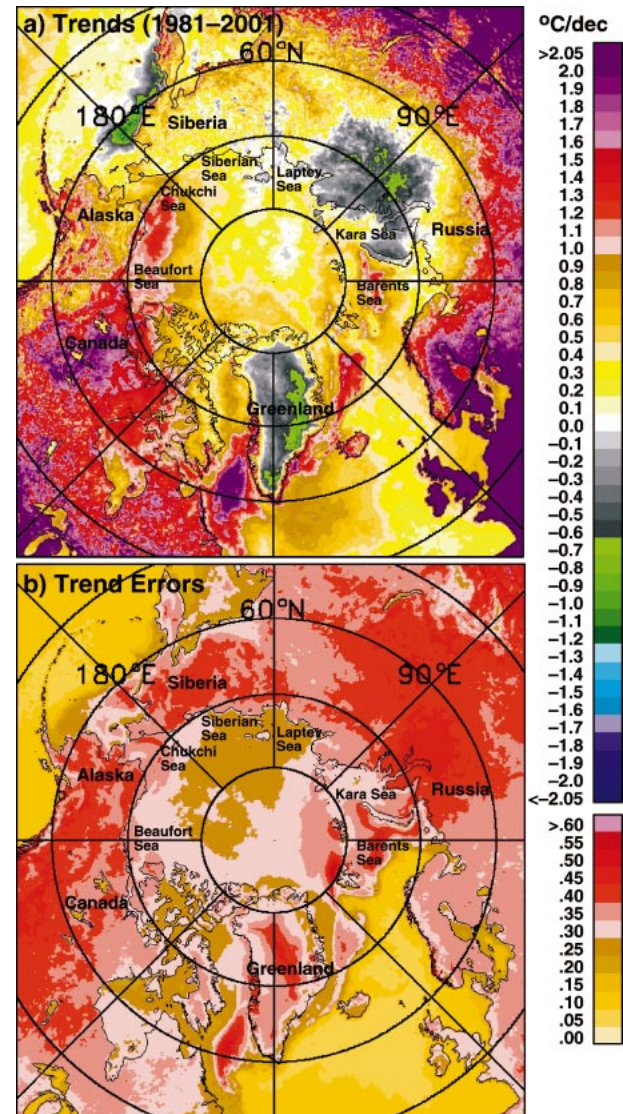 a) Trends (1981–2001)
60°N
180°E
90°E
Siberia
Siberian Sea
Laptev Sea
Chukchi Sea
Alaska
Kara Sea
Russia
Beaufort Sea
Barents Sea
Canada
Greenland
°C/dec
>2.05
2.0
1.9
1.8
1.7
1.6
1.5
1.4
1.3
1.2
1.1
1.0
0.9
0.8
0.7
0.6
0.5
0.4
0.3
0.2
0.1
0.0
−0.1
−0.2
−0.3
−0.4
−0.6
−0.7
−0.8
−0.9
−1.0
−1.1
−1.2
−1.3
−1.4
−1.5
−1.6
−1.7
−1.8
−1.9
−2.0
<−2.05
b) Trend Errors
60°N
180°E
90°E
Siberia
Siberian Sea
Laptev Sea
Chukchi Sea
Alaska
Kara Sea
Russia
Beaufort Sea
Barents Sea
Canada
Greenland
>.60
.55
.50
.45
.40
.35
.30
.25
.20
.15
.10
.05
.00